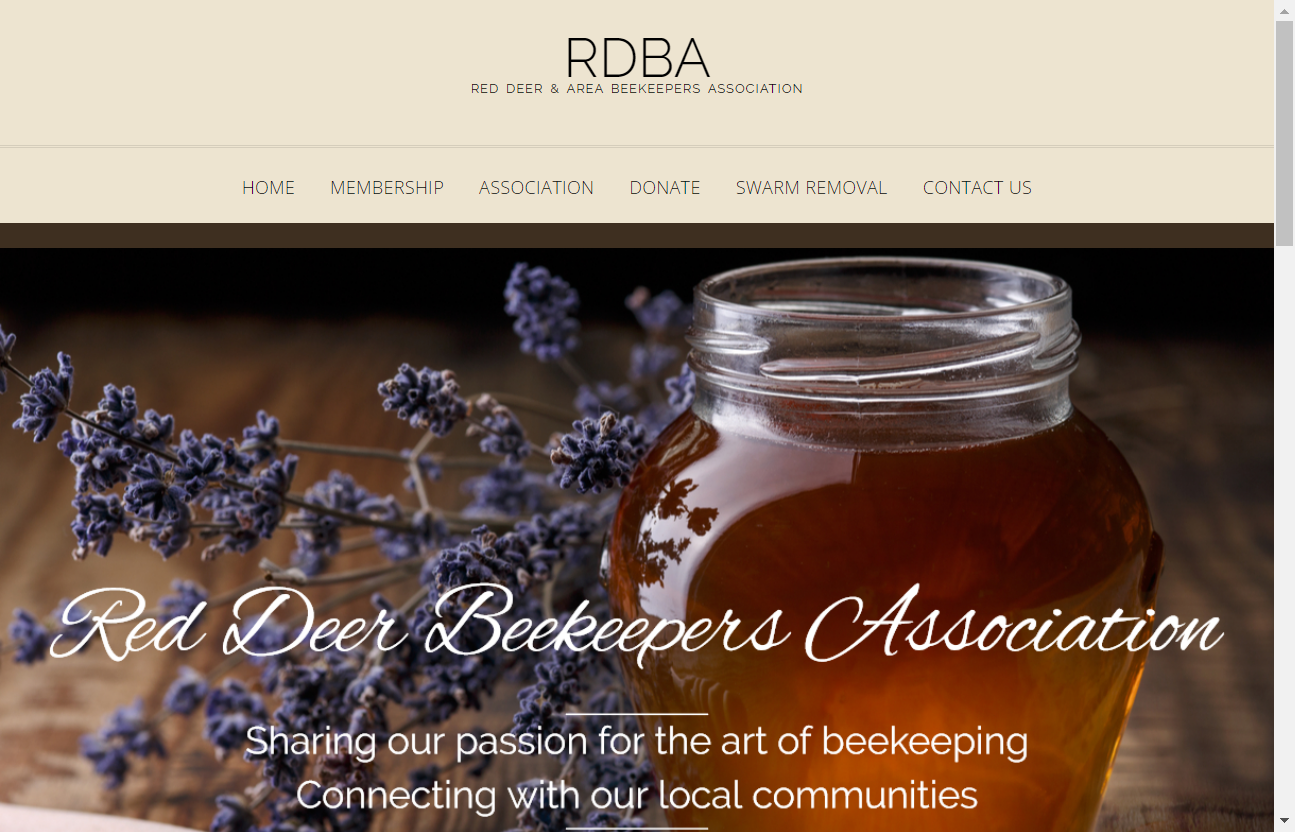 RDBA
RED DEER & AREA BEEKEEPERS ASSOCIATION
HOME MEMBERSHIP ASSOCIATION DONATE SWARM REMOVAL CONTACT US
Red Deer Beekeepers Association
Sharing our passion for the art of beekeeping
Connecting with our local communities